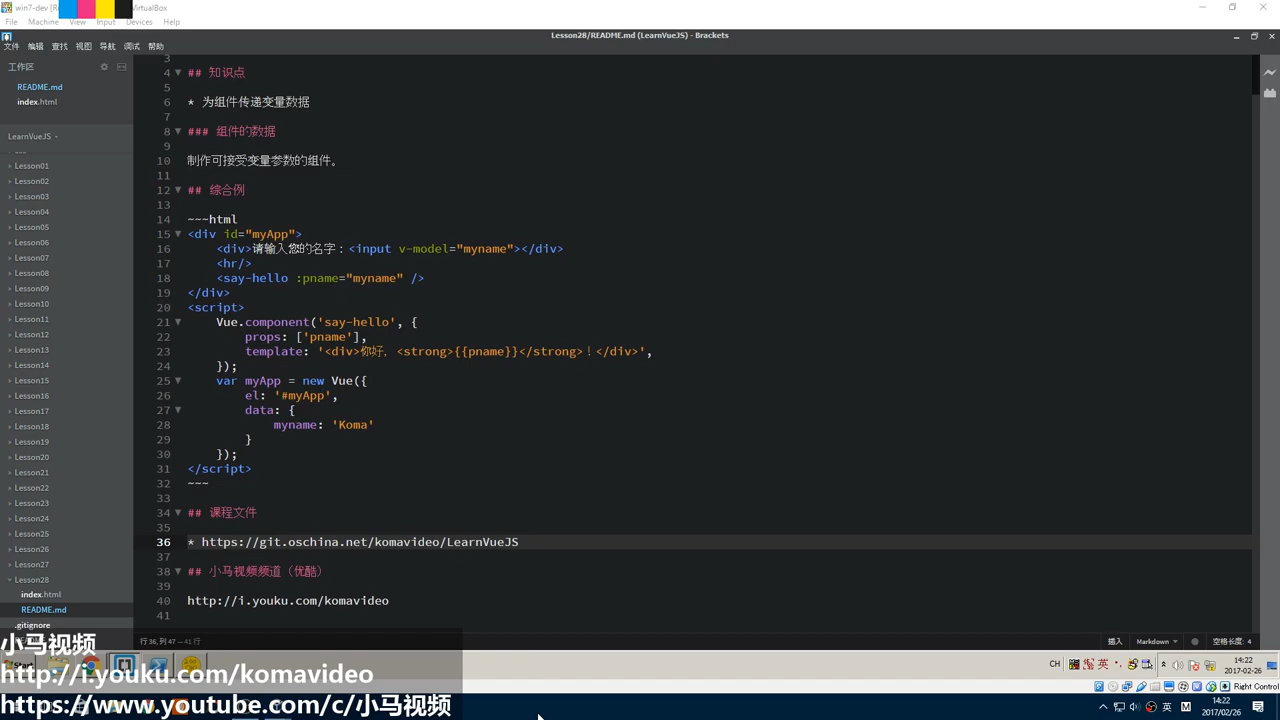 win7-dev [R
VirtualBox
File Machine View Input Devices Help
Lesson28/README.md (LearnVueJS) - Brackets
文件 编辑 查找 视图 导航 调试 帮助
工作区
README.md
index.html
LearnVueJS
Lesson01
Lesson02
Lesson03
Lesson04
Lesson05
Lesson06
Lesson07
Lesson08
Lesson09
Lesson10
Lesson11
Lesson12
Lesson13
Lesson14
Lesson15
Lesson16
Lesson17
Lesson18
Lesson19
Lesson20
Lesson21
Lesson22
Lesson23
Lesson24
Lesson25
Lesson26
Lesson27
Lesson28
index.html
README.md
.gitignore
3
4 ## 知识点
5
6 * 为组件传递变量数据
7
8 ### 组件的数据
9
10 制作可接受变量参数的组件。
11
12 ## 综合例
13
14 ~~~html
15 <div id="myApp">
16 <div>请输入您的名字：<input v-model="myname"></div>
17 <hr/>
18 <say-hello :pname="myname" />
19 </div>
20 <script>
21 Vue.component('say-hello', {
22 props: ['pname'],
23 template: '<div>你好，<strong>{{pname}}</strong>！</div>',
24 });
25 var myApp = new Vue({
26 el: '#myApp',
27 data: {
28 myname: 'Koma'
29 }
30 });
31 </script>
32 ~~~
33
34 ## 课程文件
35
36 * https://git.oschina.net/komavideo/LearnVueJS
37
38 ## 小马视频频道（优酷）
39
40 http://i.youku.com/komavideo
41
行 36, 列 47 — 41 行
插入 Markdown 空格长度: 4
小马视频
http://i.youku.com/komavideo
https://www.youtube.com/c/小马视频
Start
CH 英 14:22
2017-02-26
Right Control
英 M 14:22
2017/02/26